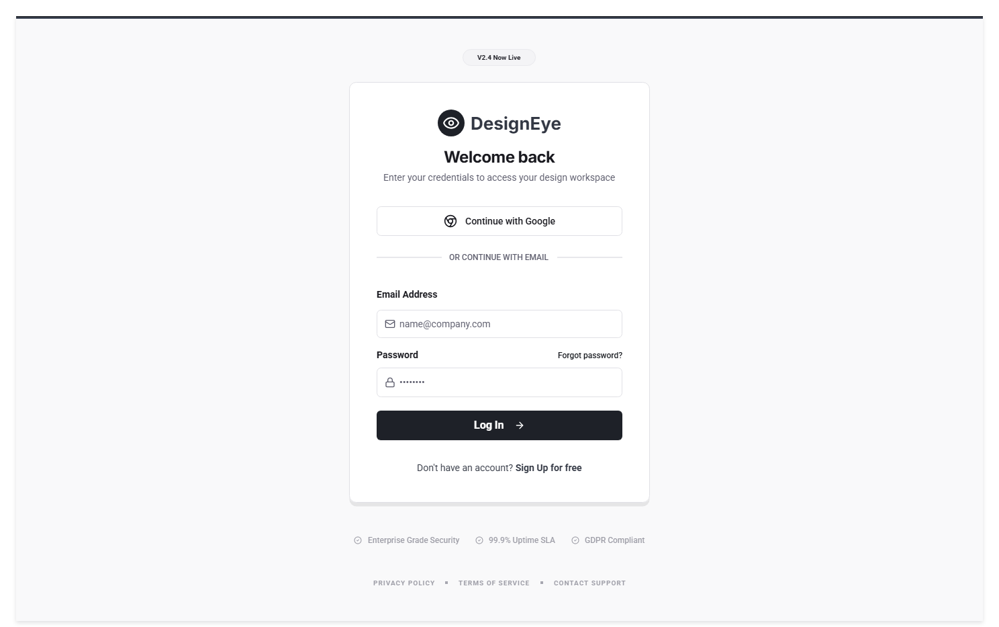 V2.4 Now Live
DesignEye
Welcome back
Enter your credentials to access your design workspace
Continue with Google
OR CONTINUE WITH EMAIL
Email Address
name@company.com
Password Forgot password?
••••••••
Log In
Don't have an account? Sign Up for free
Enterprise Grade Security 99.9% Uptime SLA GDPR Compliant
PRIVACY POLICY TERMS OF SERVICE CONTACT SUPPORT